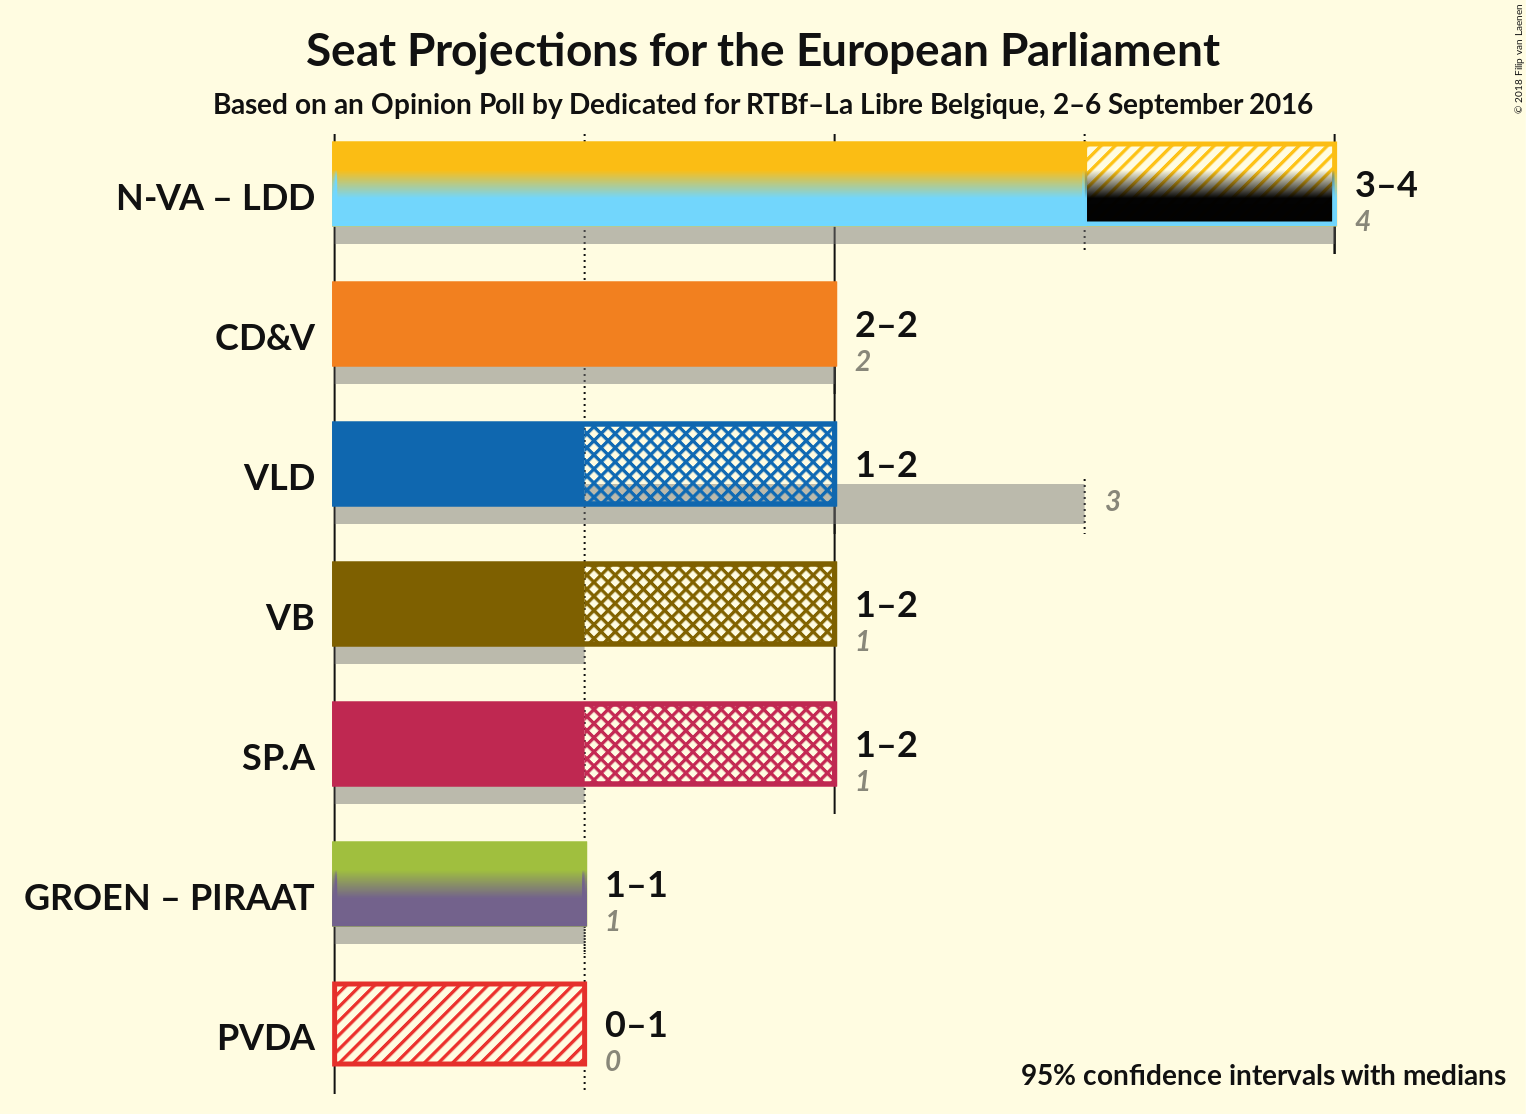 Seat Projections for the European Parliament
Based on an Opinion Poll by Dedicated for RTBf–La Libre Belgique, 2–6 September 2016
© 2018 Filip van Laenen
N-VA – LDD
3–4
4
CD&V
2–2
2
VLD
1–2
3
VB
1–2
1
SP.A
1–2
1
GROEN – PIRAAT
1–1
1
PVDA
0–1
0
95% confidence intervals with medians